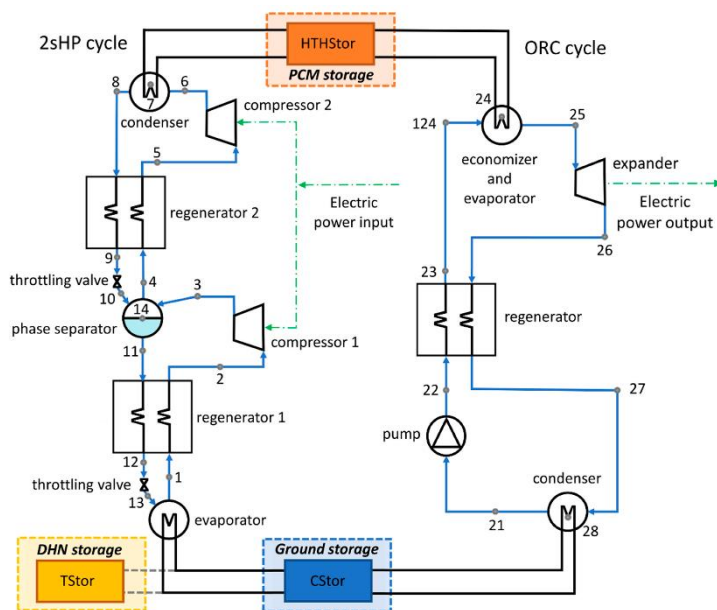 2sHP cycle
HTHStor
PCM storage
ORC cycle
8
6
7
condenser
compressor 2
5
24
124
25
economizer
and
evaporator
expander
regenerator 2
Electric
power input
Electric
power output
26
9
throttling valve
10
4
3
14
phase separator
11
compressor 1
23
regenerator
2
regenerator 1
22
27
pump
12
throttling valve
13
1
evaporator
condenser
21
28
DHN storage
TStor
Ground storage
CStor